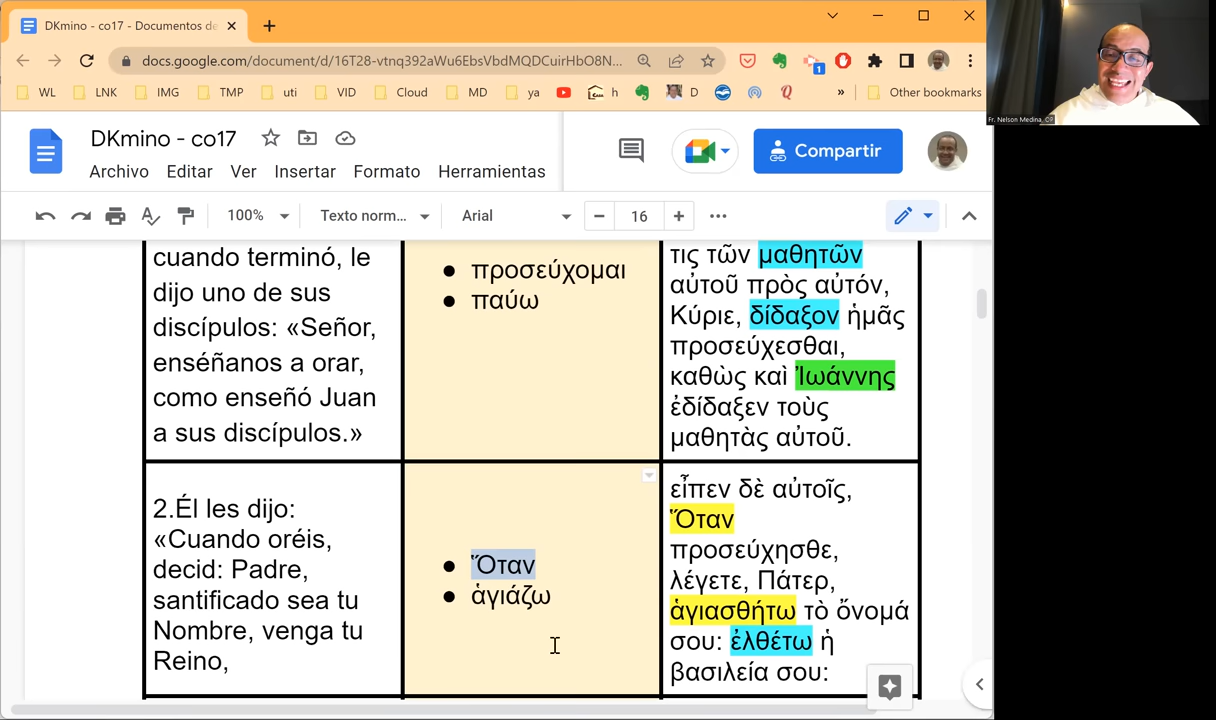 DKmino - co17 - Documentos de
docs.google.com/document/d/16T28-vtnq392aWu6EbsVbdMQDCuirHbO8N...
1
WL LNK IMG TMP uti VID Cloud MD ya h D » Other bookmarks
Fr. Nelson Medina, OP
DKmino - co17
Archivo Editar Ver Insertar Formato Herramientas
Compartir
100% Texto norm... Arial 16
cuando terminó, le
dijo uno de sus
discípulos: «Señor,
enséñanos a orar,
como enseñó Juan
a sus discípulos.»
● προσεύχομαι
● παύω
τις τῶν μαθητῶν
αὐτοῦ πρὸς αὐτόν,
Κύριε, δίδαξον ἡμᾶς
προσεύχεσθαι,
καθὼς καὶ Ἰωάννης
ἐδίδαξεν τοὺς
μαθητὰς αὐτοῦ.
2.Él les dijo:
«Cuando oréis,
decid: Padre,
santificado sea tu
Nombre, venga tu
Reino,
● Ὅταν
● ἁγιάζω
εἶπεν δὲ αὐτοῖς,
Ὅταν
προσεύχησθε,
λέγετε, Πάτερ,
ἁγιασθήτω τὸ ὄνομά
σου: ἐλθέτω ἡ
βασιλεία σου: